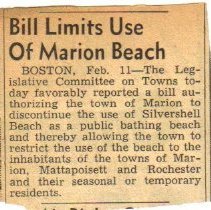 Bill Limits Use
Of Marion Beach
BOSTON, Feb. 11—The Leg-
islative Committee on Towns to-
day favorably reported a bill
authorizing the town of Marion to
discontinue the use of Silvershell
Beach as a public bathing beach
and thereby allowing the town to
restrict the use of the beach to the
inhabitants of the towns of Mar-
ion, Mattapoisett and Rochester
and their seasonal or temporary
residents.